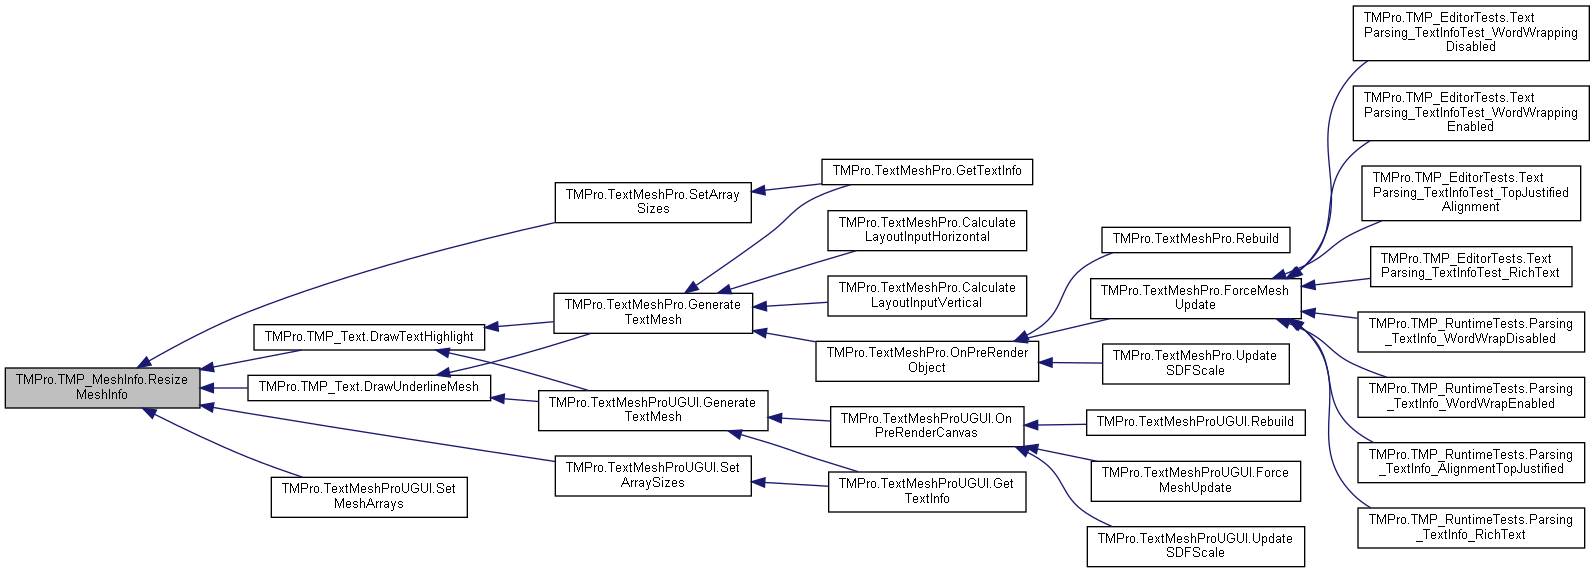 TMPro.TMP_MeshInfo.Resize
MeshInfo
TMPro.TextMeshPro.SetArray
Sizes
TMPro.TMP_Text.DrawTextHighlight
TMPro.TMP_Text.DrawUnderlineMesh
TMPro.TextMeshProUGUI.Set
ArraySizes
TMPro.TextMeshProUGUI.Set
MeshArrays
TMPro.TextMeshPro.Generate
TextMesh
TMPro.TextMeshProUGUI.Generate
TextMesh
TMPro.TextMeshPro.GetTextInfo
TMPro.TextMeshPro.Calculate
LayoutInputHorizontal
TMPro.TextMeshPro.Calculate
LayoutInputVertical
TMPro.TextMeshPro.OnPreRender
Object
TMPro.TextMeshProUGUI.On
PreRenderCanvas
TMPro.TextMeshProUGUI.Get
TextInfo
TMPro.TextMeshPro.Rebuild
TMPro.TextMeshPro.ForceMesh
Update
TMPro.TextMeshPro.Update
SDFScale
TMPro.TextMeshProUGUI.Rebuild
TMPro.TextMeshProUGUI.Force
MeshUpdate
TMPro.TextMeshProUGUI.Update
SDFScale
TMPro.TMP_EditorTests.Text
Parsing_TextInfoTest_WordWrapping
Disabled
TMPro.TMP_EditorTests.Text
Parsing_TextInfoTest_WordWrapping
Enabled
TMPro.TMP_EditorTests.Text
Parsing_TextInfoTest_TopJustified
Alignment
TMPro.TMP_EditorTests.Text
Parsing_TextInfoTest_RichText
TMPro.TMP_RuntimeTests.Parsing
_TextInfo_WordWrapDisabled
TMPro.TMP_RuntimeTests.Parsing
_TextInfo_WordWrapEnabled
TMPro.TMP_RuntimeTests.Parsing
_TextInfo_AlignmentTopJustified
TMPro.TMP_RuntimeTests.Parsing
_TextInfo_RichText